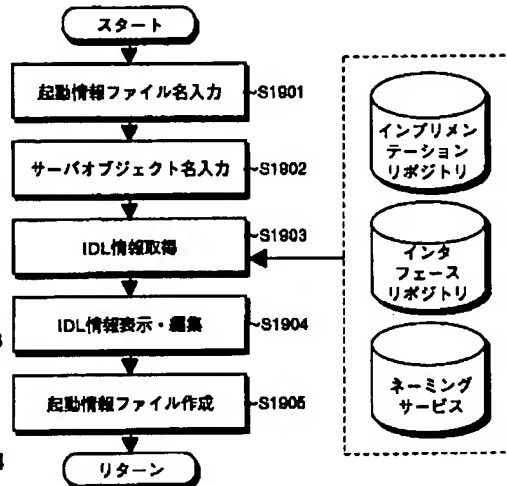 スタート
起動情報ファイル名入力
S1901
サーバオブジェクト名入力
S1902
IDL情報取得
S1903
IDL情報表示・編集
S1904
起動情報ファイル作成
S1905
リターン
インプリメン
テーション
リポジトリ
インタ
フェース
リポジトリ
ネーミング
サービス